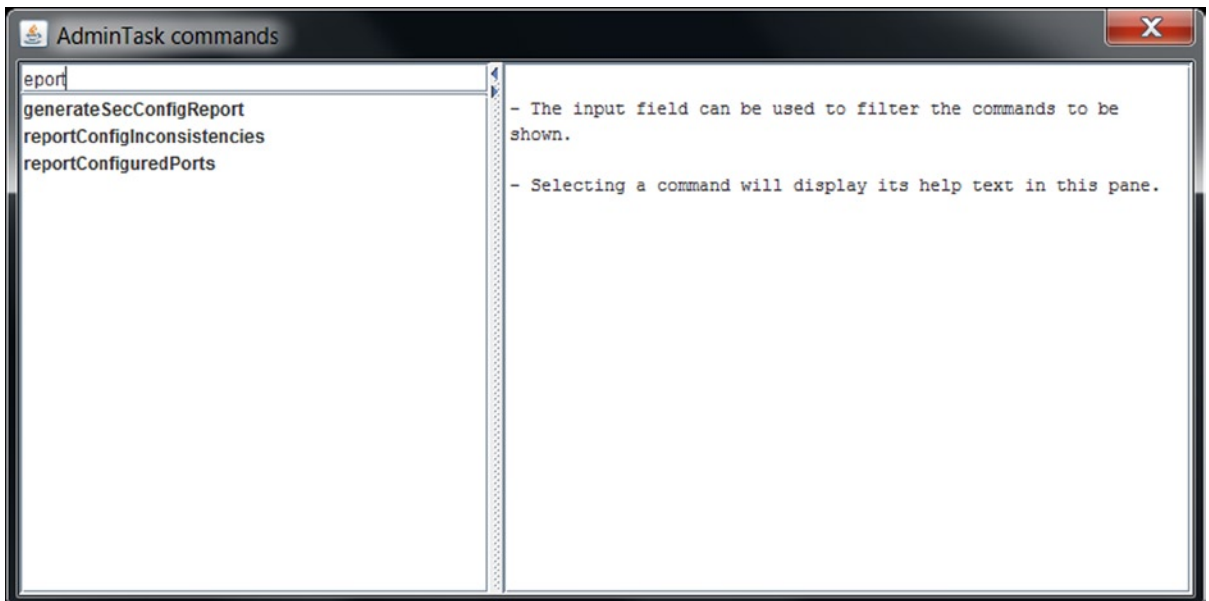 AdminTask commands
X
eport
generateSecConfigReport
reportConfigInconsistencies
reportConfiguredPorts
- The input field can be used to filter the commands to be
shown.
- Selecting a command will display its help text in this pane.